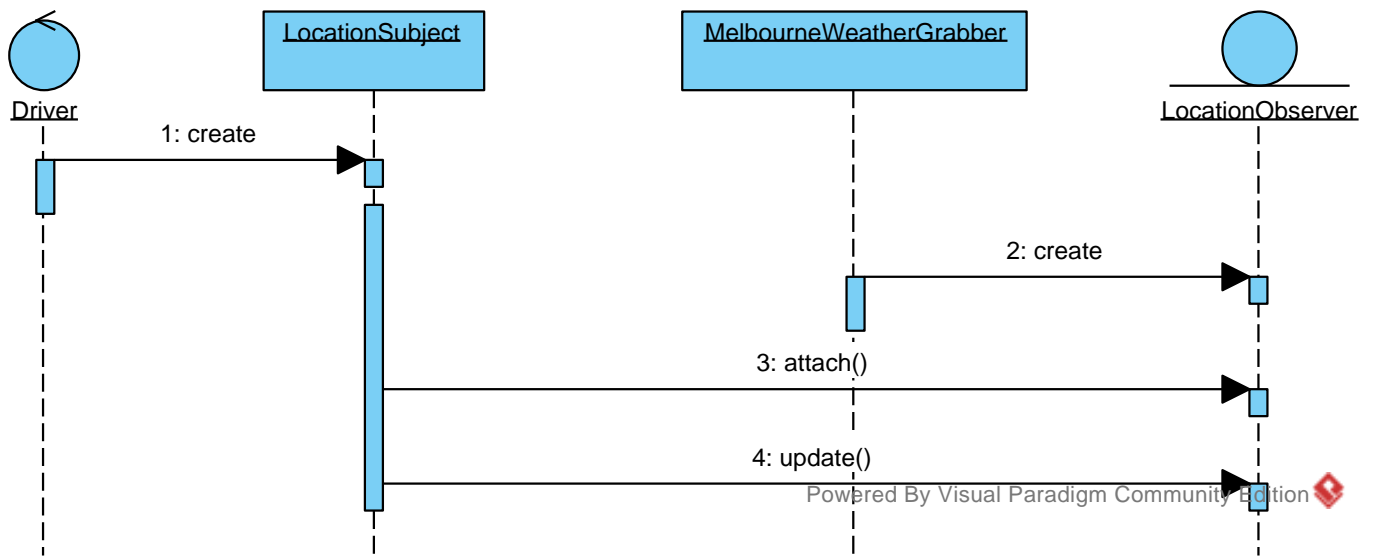 LocationSubject
MelbourneWeatherGrabber
Driver
LocationObserver
1: create
2: create
3: attach()
4: update()
Powered By Visual Paradigm Community Edition